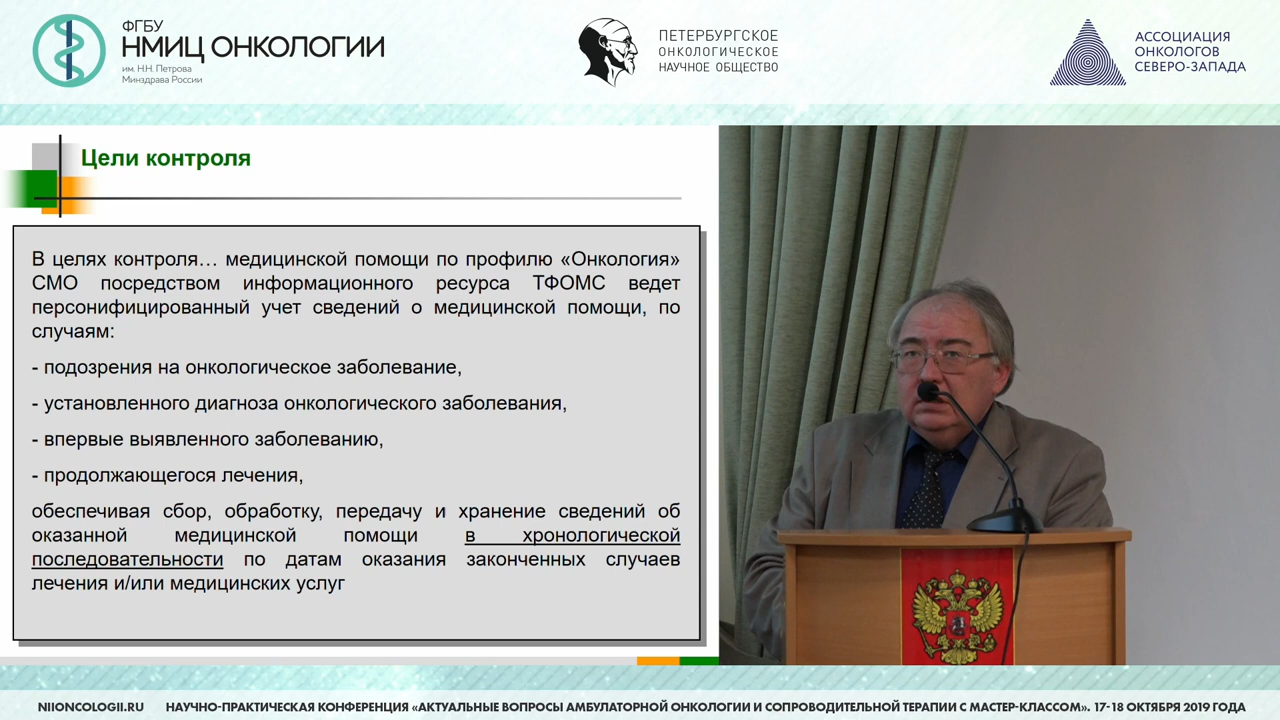 ФГБУ
НМИЦ ОНКОЛОГИИ
им. Н.Н. Петрова
Минздрава России
ПЕТЕРБУРГСКОЕ
ОНКОЛОГИЧЕСКОЕ
НАУЧНОЕ ОБЩЕСТВО
АССОЦИАЦИЯ
ОНКОЛОГОВ
СЕВЕРО-ЗАПАДА
Цели контроля
В целях контроля… медицинской помощи по профилю «Онкология»
СМО посредством информационного ресурса ТФОМС ведет
персонифицированный учет сведений о медицинской помощи, по
случаям:
- подозрения на онкологическое заболевание,
- установленного диагноза онкологического заболевания,
- впервые выявленного заболеванию,
- продолжающегося лечения,
обеспечивая сбор, обработку, передачу и хранение сведений об
оказанной медицинской помощи в хронологической
последовательности по датам оказания законченных случаев
лечения и/или медицинских услуг
NIIONCOLOGII.RU НАУЧНО-ПРАКТИЧЕСКАЯ КОНФЕРЕНЦИЯ «АКТУАЛЬНЫЕ ВОПРОСЫ АМБУЛАТОРНОЙ ОНКОЛОГИИ И СОПРОВОДИТЕЛЬНОЙ ТЕРАПИИ С МАСТЕР-КЛАССОМ». 17-18 ОКТЯБРЯ 2019 ГОДА